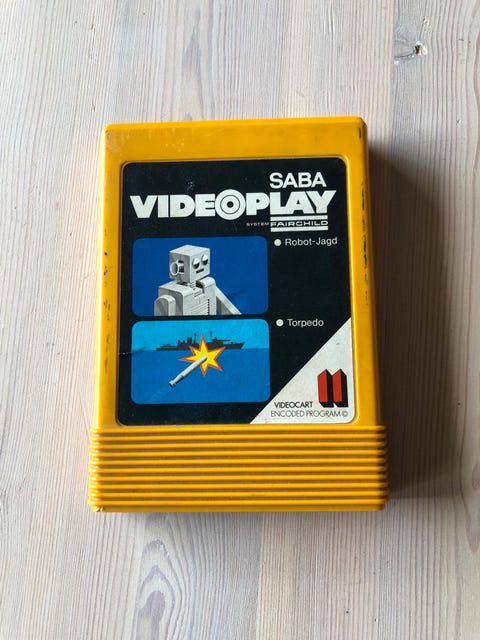 SABA
VIDEOPLAY
SYSTEM FAIRCHILD
Robot-Jagd
Torpedo
11
VIDEOCART
ENCODED PROGRAM ©